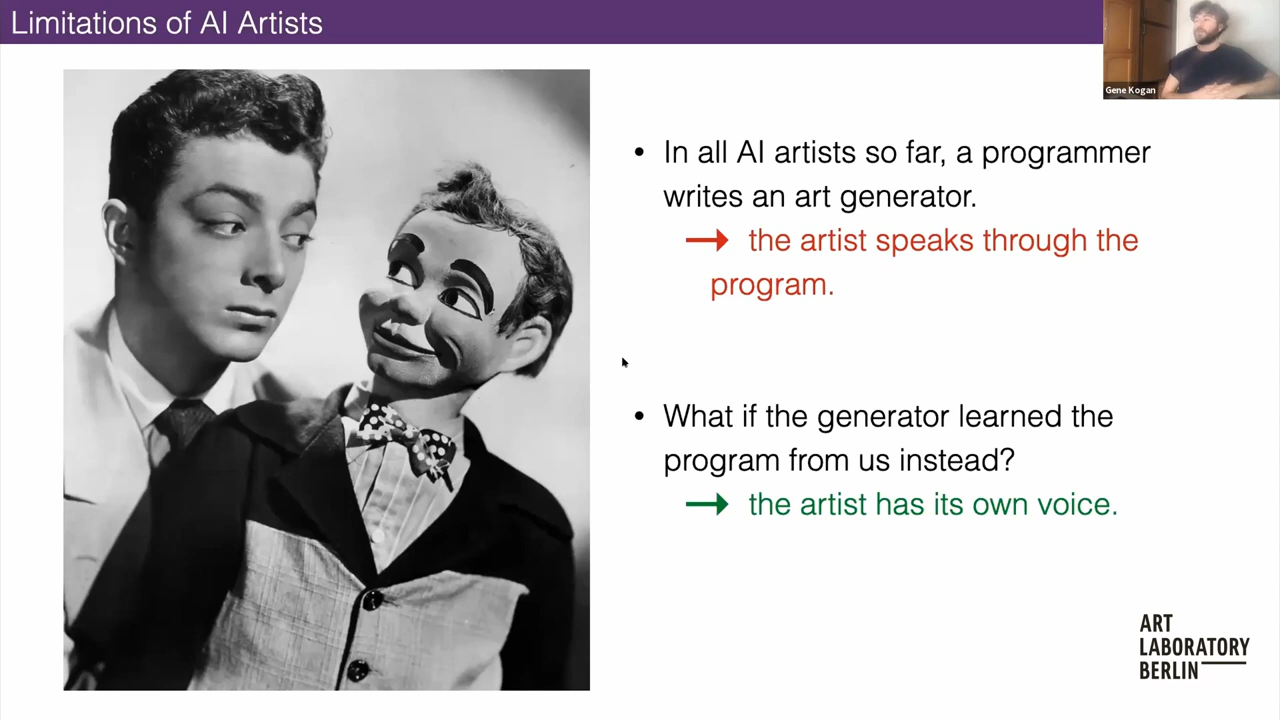 Limitations of AI Artists
Gene Kogan
• In all AI artists so far, a programmer
writes an art generator.
→ the artist speaks through the
program.
• What if the generator learned the
program from us instead?
→ the artist has its own voice.
ART
LABORATORY
BERLIN